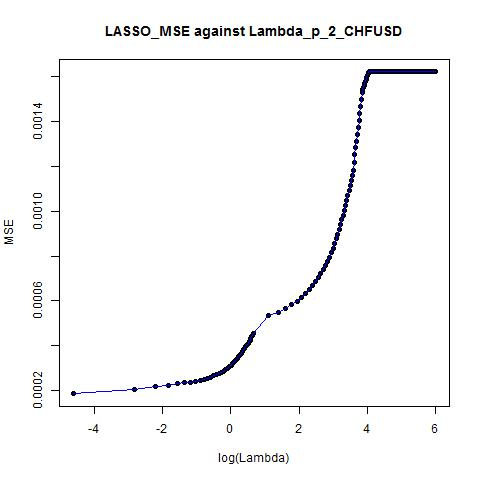 LASSO_MSE against Lambda_p_2_CHFUSD
MSE
0.0014
0.0010
0.0006
0.0002
-4 -2 0 2 4 6
log(Lambda)